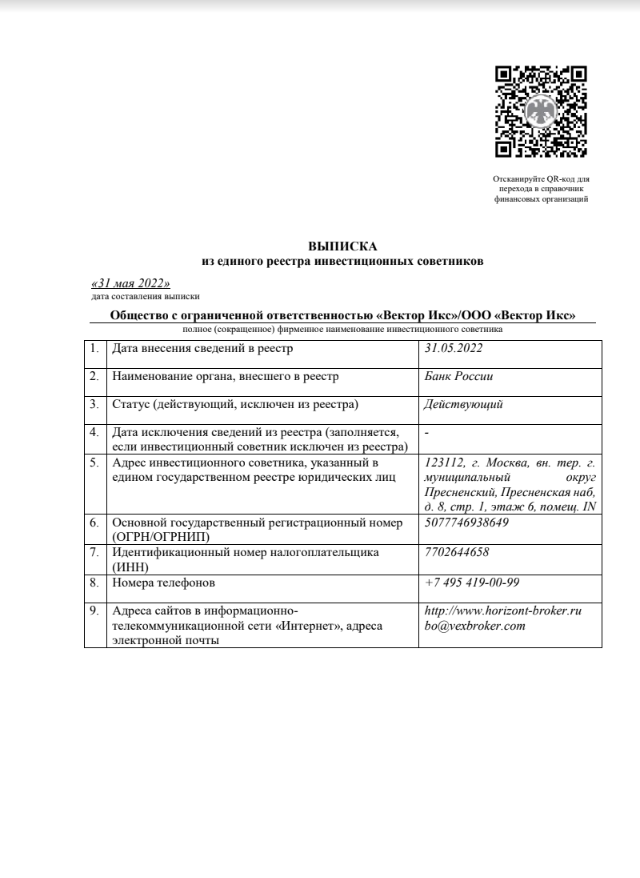 Отсканируйте QR-код для
перехода в справочник
финансовых организаций
ВЫПИСКА
из единого реестра инвестиционных советников
«31 мая 2022»
дата составления выписки
Общество с ограниченной ответственностью «Вектор Икс»/ООО «Вектор Икс»
полное (сокращенное) фирменное наименование инвестиционного советника
1. Дата внесения сведений в реестр 31.05.2022
2. Наименование органа, внесшего в реестр Банк России
3. Статус (действующий, исключен из реестра) Действующий
4. Дата исключения сведений из реестра (заполняется, -
если инвестиционный советник исключен из реестра)
5. Адрес инвестиционного советника, указанный в
едином государственном реестре юридических лиц
123112, г. Москва, вн. тер. г.
муниципальный округ
Пресненский, Пресненская наб,
д. 8, стр. 1, этаж 6, помещ. IN
6. Основной государственный регистрационный номер 5077746938649
(ОГРН/ОГРНИП)
7. Идентификационный номер налогоплательщика 7702644658
(ИНН)
8. Номера телефонов +7 495 419-00-99
9. Адреса сайтов в информационно-
телекоммуникационной сети «Интернет», адреса
электронной почты
http://www.horizont-broker.ru
bo@vexbroker.com